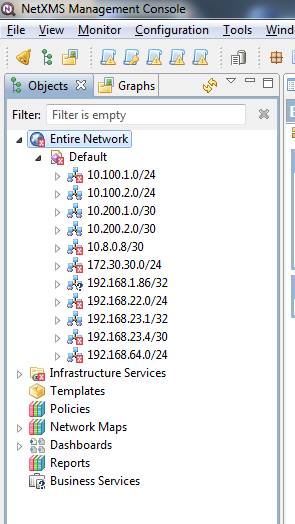 NetXMS Management Console
File View Monitor Configuration Tools
Objects Graphs
Filter: Filter is empty
Entire Network
Default
10.100.1.0/24
10.100.2.0/24
10.200.1.0/30
10.200.2.0/30
10.8.0.8/30
172.30.30.0/24
192.168.1.86/32
192.168.22.0/24
192.168.23.1/32
192.168.23.4/30
192.168.64.0/24
Infrastructure Services
Templates
Policies
Network Maps
Dashboards
Reports
Business Services